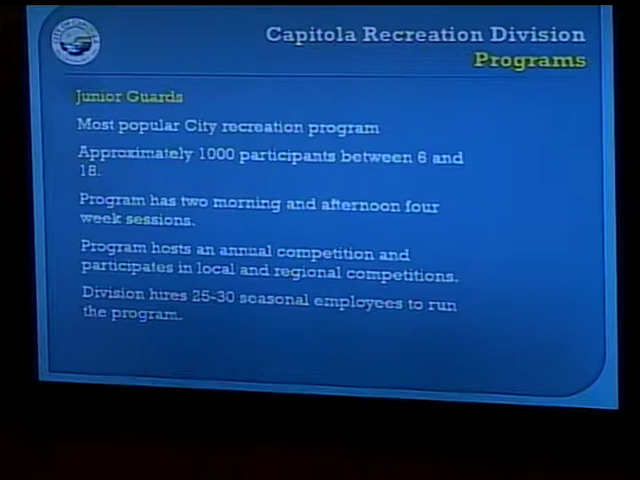 Capitola Recreation Division
Programs
Junior Guards
Most popular City recreation program
Approximately 1000 participants between 6 and
18.
Program has two morning and afternoon four
week sessions.
Program hosts an annual competition and
participates in local and regional competitions.
Division hires 25-30 seasonal employees to run
the program.